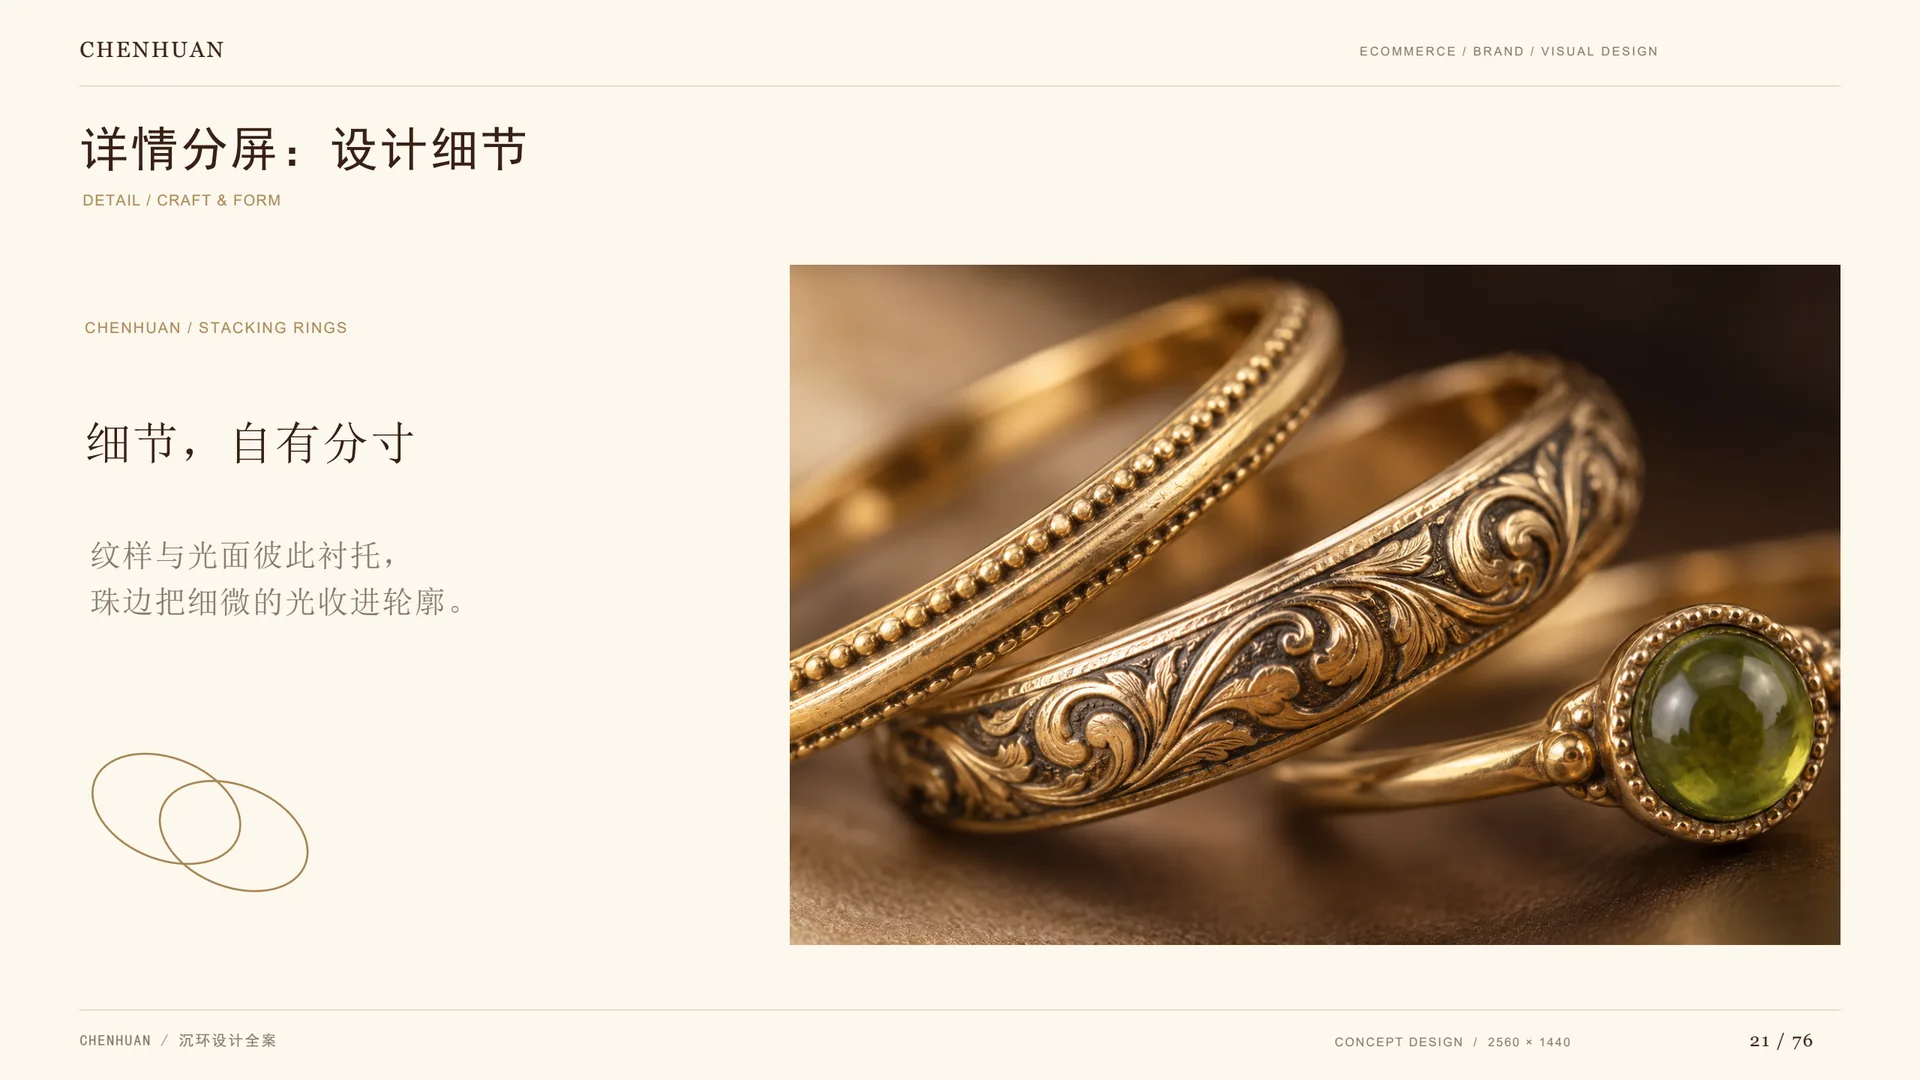 CHENHUAN
ECOMMERCE / BRAND / VISUAL DESIGN
详情分屏：设计细节
DETAIL / CRAFT & FORM
CHENHUAN / STACKING RINGS
细节，自有分寸
纹样与光面彼此衬托，
珠边把细微的光收进轮廓。
CHENHUAN / 沉环设计全案
CONCEPT DESIGN / 2560 × 1440
21 / 76